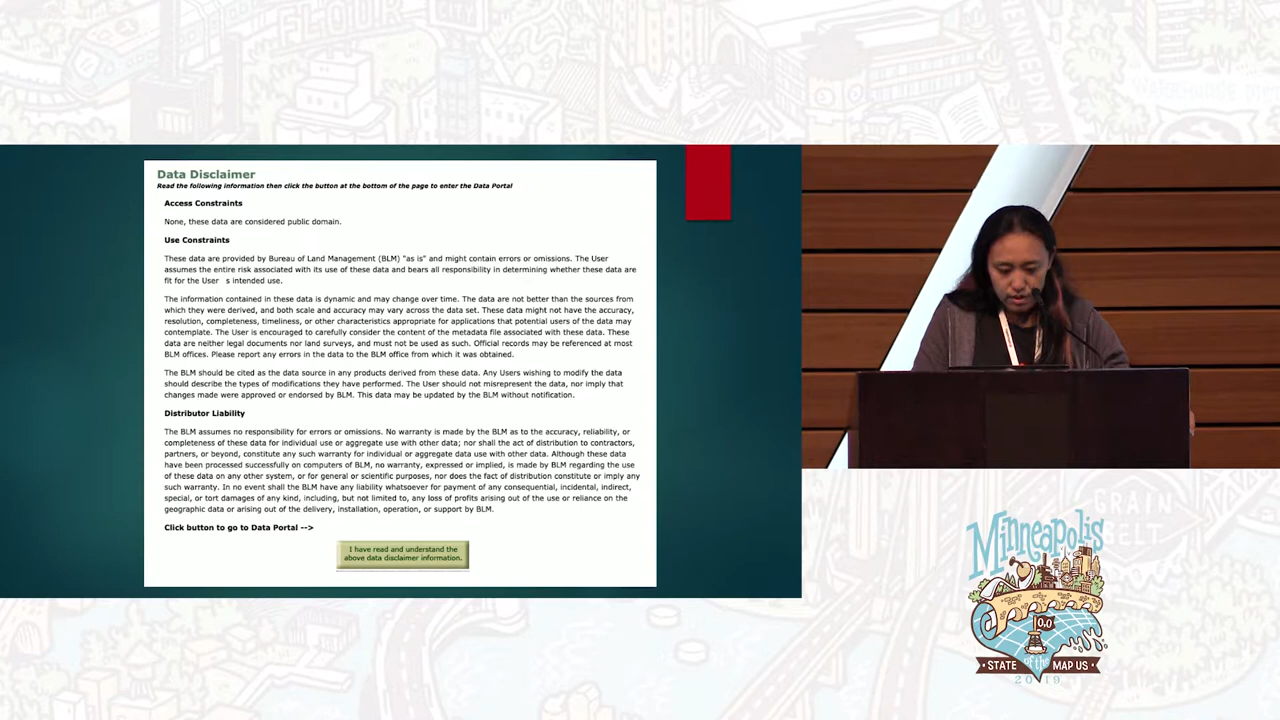 Data Disclaimer
Read the following information then click the button at the bottom of the page to enter the Data Portal
Access Constraints
None, these data are considered public domain.
Use Constraints
These data are provided by Bureau of Land Management (BLM) "as is" and might contain errors or omissions. The User
assumes the entire risk associated with its use of these data and bears all responsibility in determining whether these data are
fit for the User s intended use.
The information contained in these data is dynamic and may change over time. The data are not better than the sources from
which they were derived, and both scale and accuracy may vary across the data set. These data might not have the accuracy,
resolution, completeness, timeliness, or other characteristics appropriate for applications that potential users of the data may
contemplate. The User is encouraged to carefully consider the content of the metadata file associated with these data. These
data are neither legal documents nor land surveys, and must not be used as such. Official records may be referenced at most
BLM offices. Please report any errors in the data to the BLM office from which it was obtained.
The BLM should be cited as the data source in any products derived from these data. Any Users wishing to modify the data
should describe the types of modifications they have performed. The User should not misrepresent the data, nor imply that
changes made were approved or endorsed by BLM. This data may be updated by the BLM without notification.
Distributor Liability
The BLM assumes no responsibility for errors or omissions. No warranty is made by the BLM as to the accuracy, reliability, or
completeness of these data for individual use or aggregate use with other data; nor shall the act of distribution to contractors,
partners, or beyond, constitute any such warranty for individual or aggregate data use with other data. Although these data
have been processed successfully on computers of BLM, no warranty, expressed or implied, is made by BLM regarding the use
of these data on any other system, or for general or scientific purposes, nor does the fact of distribution constitute or imply any
such warranty. In no event shall the BLM have any liability whatsoever for payment of any consequential, incidental, indirect,
special, or tort damages of any kind, including, but not limited to, any loss of profits arising out of the use or reliance on the
geographic data or arising out of the delivery, installation, operation, or support by BLM.
Click button to go to Data Portal -->
I have read and understand the
above data disclaimer information.
FLOUR
HENNEPIN
GRAIN
BELT
Minneapolis
0,0
STATE of the MAP US
2019